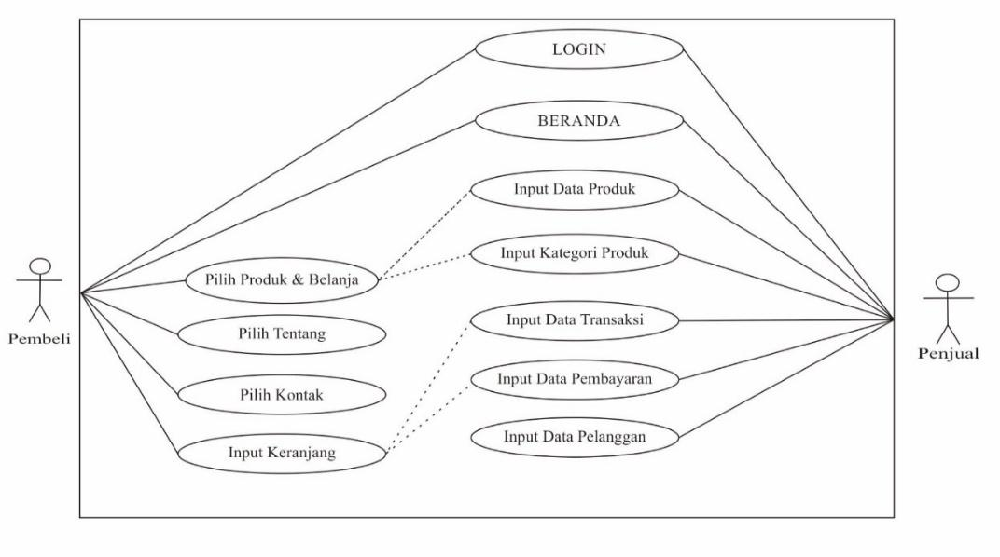 LOGIN
BERANDA
Input Data Produk
Input Kategori Produk
Pilih Produk & Belanja
Input Data Transaksi
Pilih Tentang
Pembeli
Penjual
Input Data Pembayaran
Pilih Kontak
Input Data Pelanggan
Input Keranjang